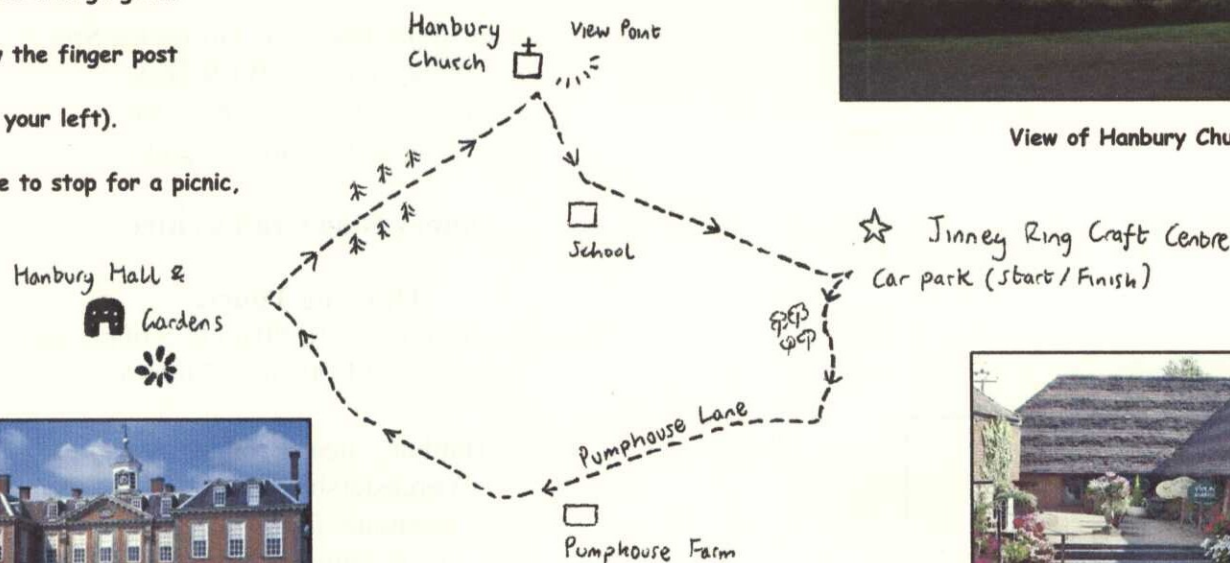 y the finger post
your left).
e to stop for a picnic,
Hanbury
Church
View Point
View of Hanbury Chu
School
Jinney Ring Craft Centre
Car park (Start / Finish)
Hanbury Hall &
Gardens
Pumphouse Lane
Pumphouse Farm